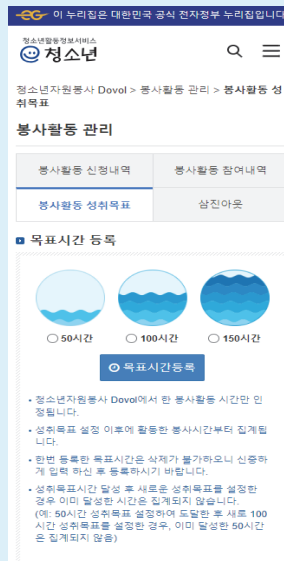 이 누리집은 대한민국 공식 전자정부 누리집입니다
청소년활동정보서비스
청소년
청소년자원봉사 Dovol > 봉사활동 관리 > 봉사활동 성
취목표
봉사활동 관리
봉사활동 신청내역
봉사활동 참여내역
봉사활동 성취목표
삼진아웃
목표시간 등록
50시간
100시간
150시간
목표시간등록
• 청소년자원봉사 Dovol에서 한 봉사활동 시간만 인
정됩니다.
• 성취목표 설정 이후에 활동한 봉사시간부터 집계됩
니다.
• 한번 등록한 목표시간은 삭제가 불가하오니 신중하
게 입력 하신 후 등록하시기 바랍니다.
• 성취목표시간 달성 후 새로운 성취목표를 설정한
경우 이미 달성한 시간은 집계되지 않습니다.
(예: 50시간 성취목표 설정하여 도달한 후 새로 100
시간 성취목표를 설정한 경우, 이미 달성한 50시간
은 집계되지 않음)